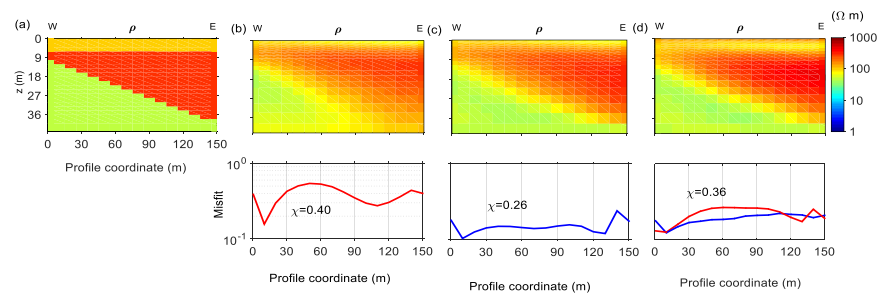 (a) W ρ E (b) W ρ E (c) W ρ E (d) (Ω m)
0
9
18
27
36
z (m)
0 30 60 90 120 150
Profile coordinate (m)
1000
100
10
1
10⁰
10⁻¹
Misfit
χ=0.40
0 30 60 90 120 150
Profile coordinate (m)
χ=0.26
0 30 60 90 120 150
Profile coordinate (m)
χ=0.36
0 30 60 90 120 150
Profile coordinate (m)